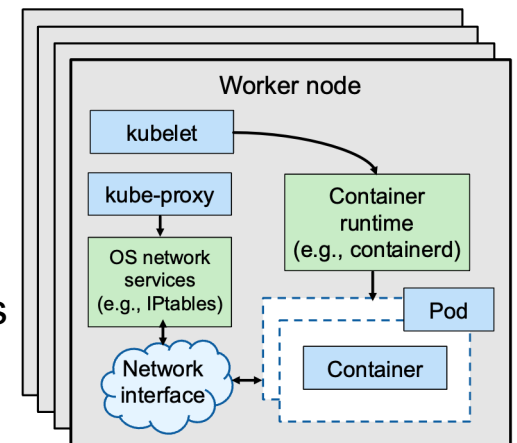 Worker node
kubelet
kube-proxy
Container
runtime
(e.g., containerd)
OS network
services
(e.g., IPtables)
s
Pod
Network
interface
Container